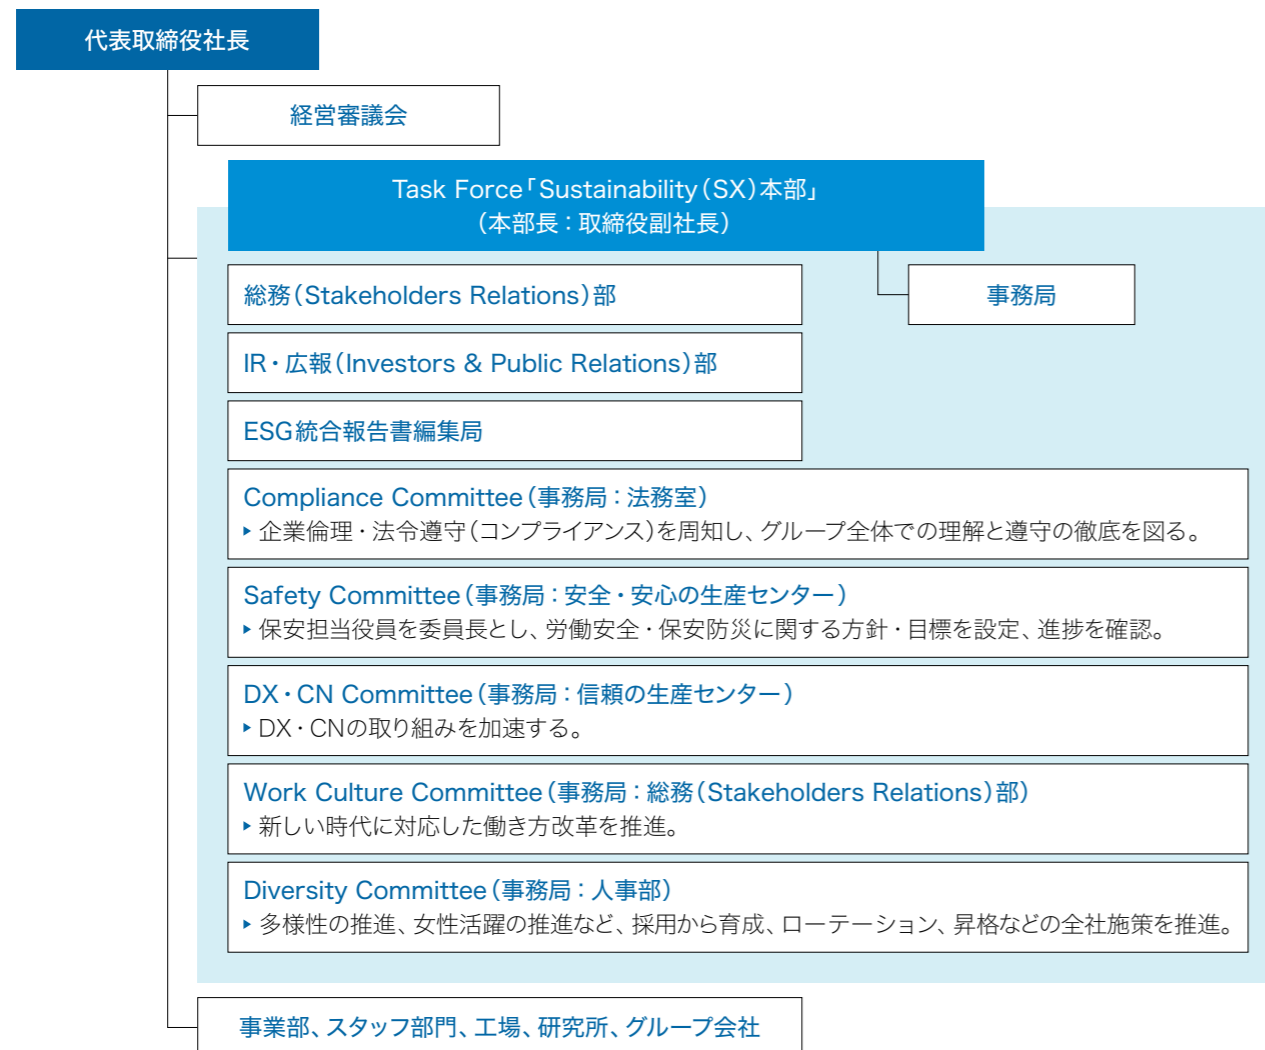 代表取締役社長
経営審議会
Task Force「Sustainability（SX）本部」
（本部長：取締役副社長）
総務（Stakeholders Relations）部
事務局
IR・広報（Investors & Public Relations）部
ESG統合報告書編集局
Compliance Committee（事務局：法務室）
▸ 企業倫理・法令遵守（コンプライアンス）を周知し、グループ全体での理解と遵守の徹底を図る。
Safety Committee（事務局：安全・安心の生産センター）
▸ 保安担当役員を委員長とし、労働安全・保安防災に関する方針・目標を設定、進捗を確認。
DX・CN Committee（事務局：信頼の生産センター）
▸ DX・CNの取り組みを加速する。
Work Culture Committee（事務局：総務（Stakeholders Relations）部）
▸ 新しい時代に対応した働き方改革を推進。
Diversity Committee（事務局：人事部）
▸ 多様性の推進、女性活躍の推進など、採用から育成、ローテーション、昇格などの全社施策を推進。
事業部、スタッフ部門、工場、研究所、グループ会社